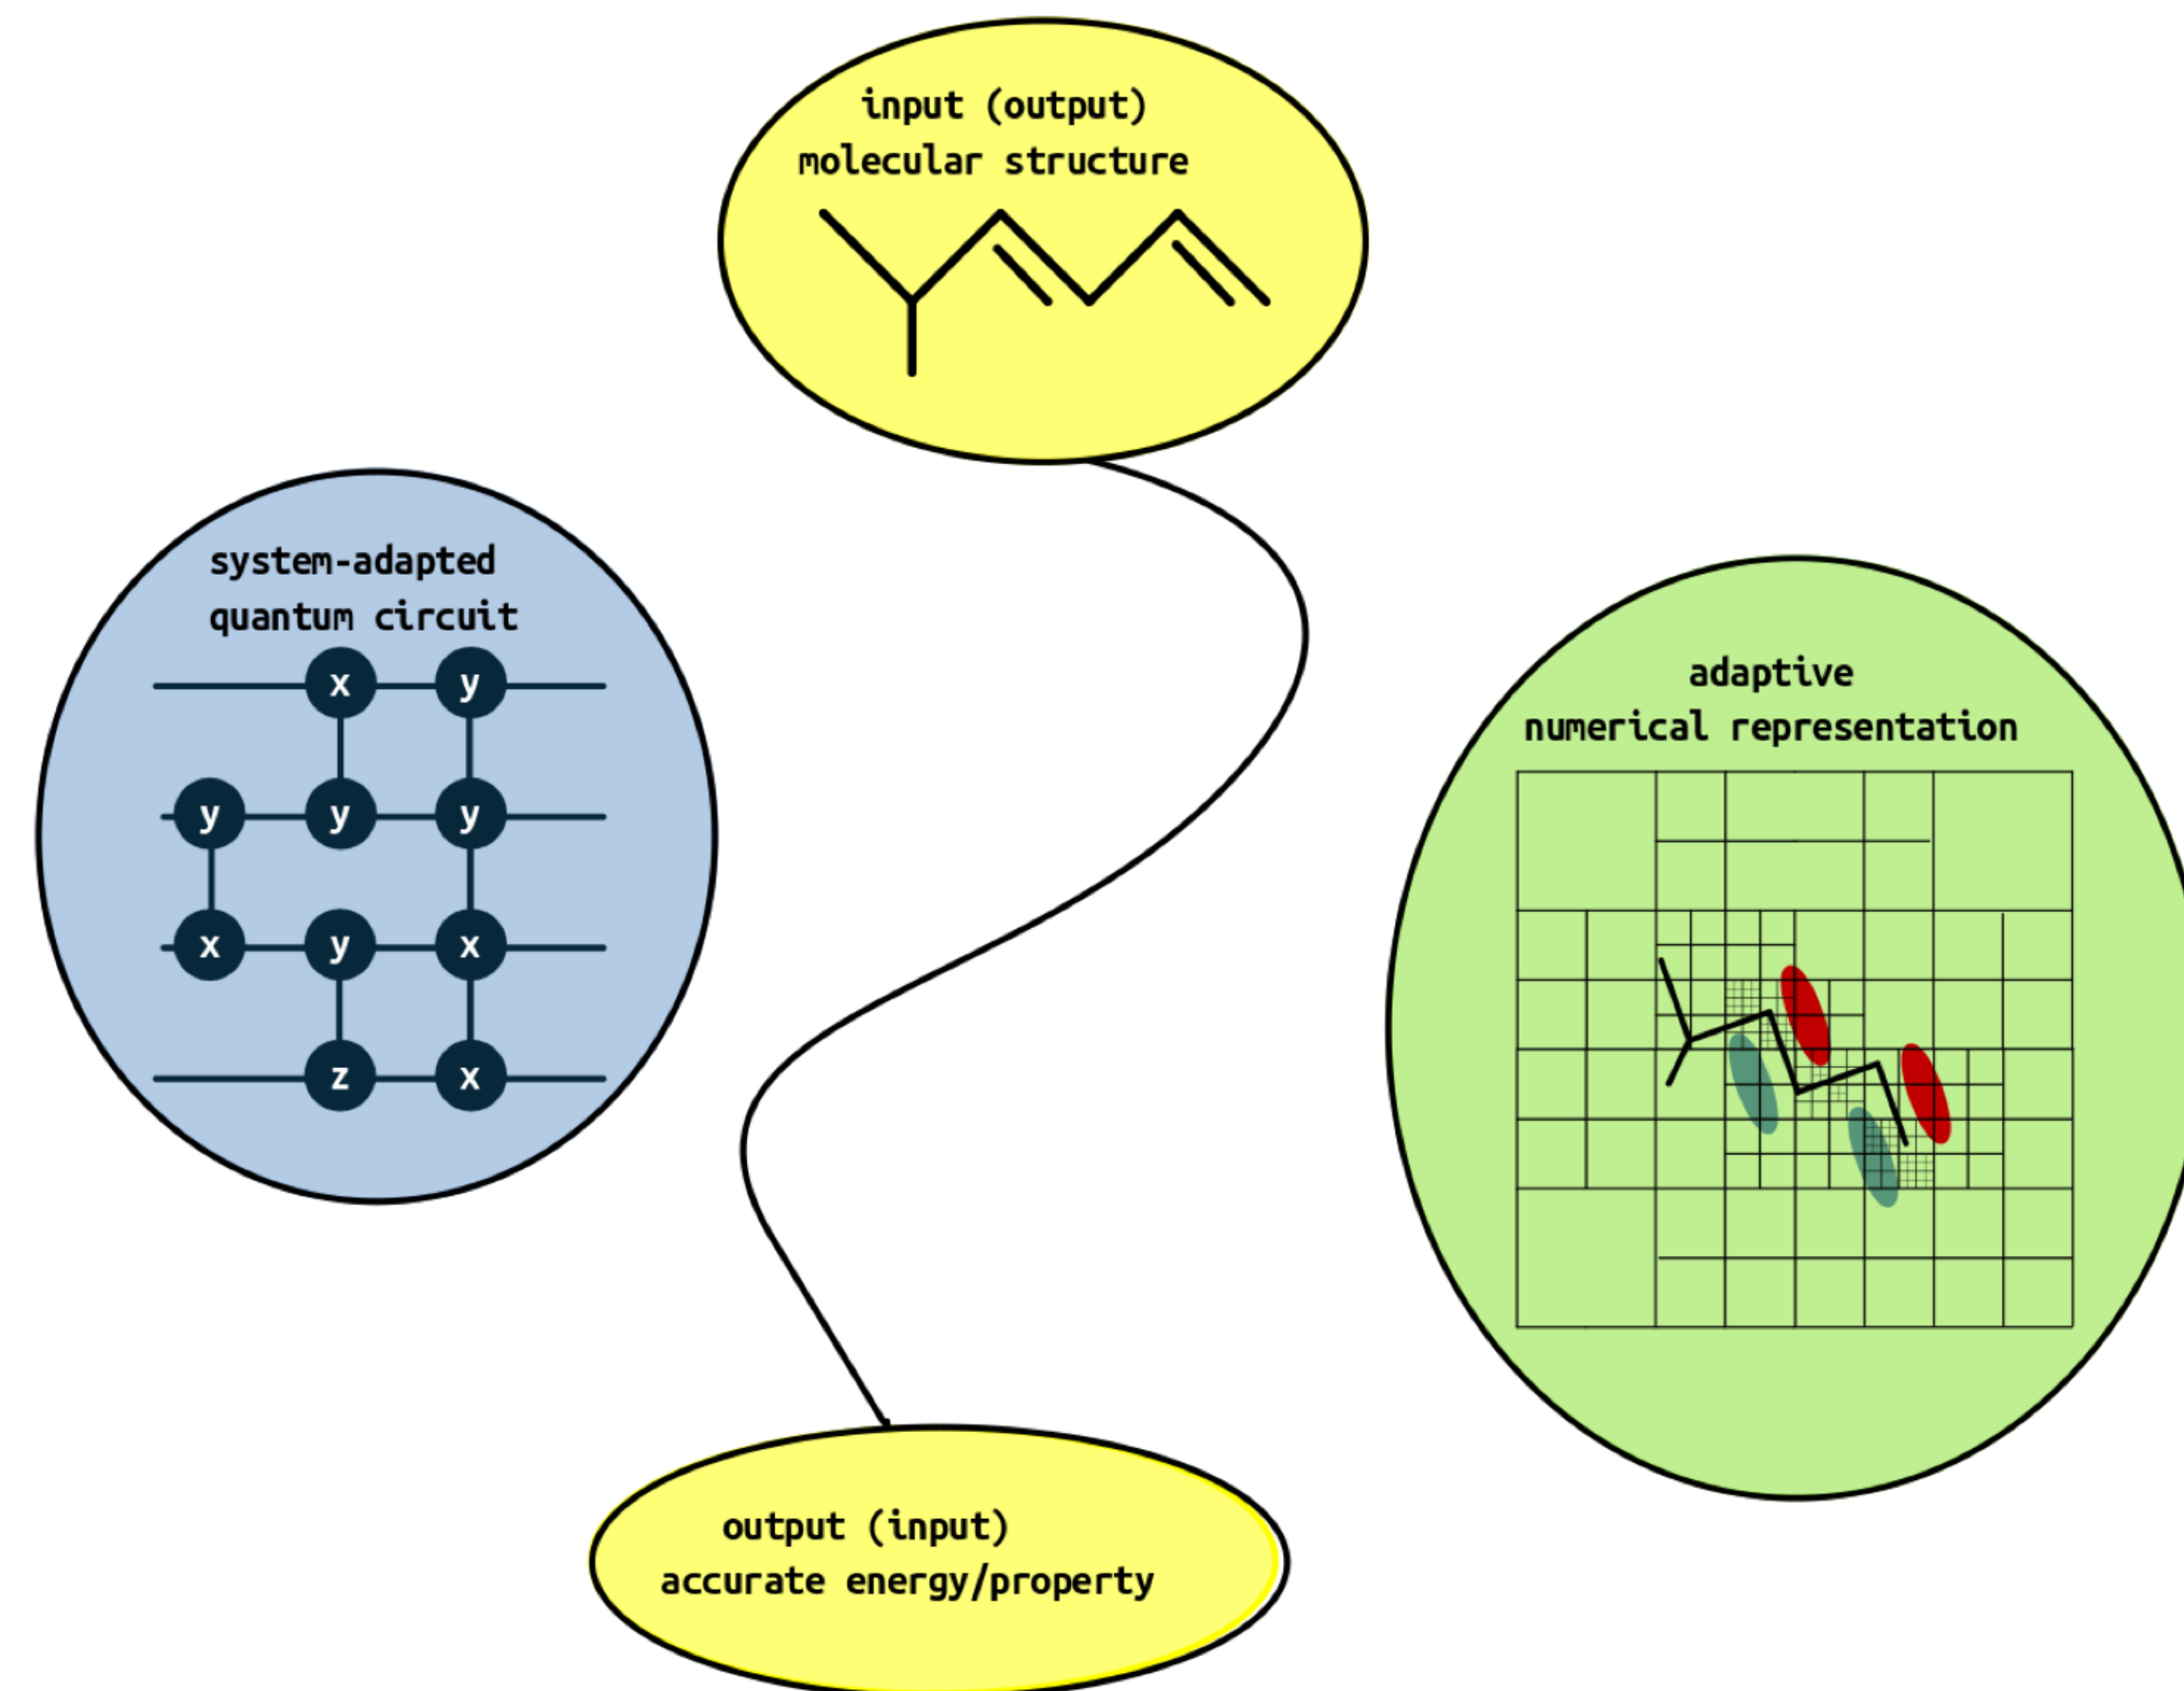 input (output)
molecular structure
system-adapted
quantum circuit
x y
y y y
x y x
z x
adaptive
numerical representation
output (input)
accurate energy/property